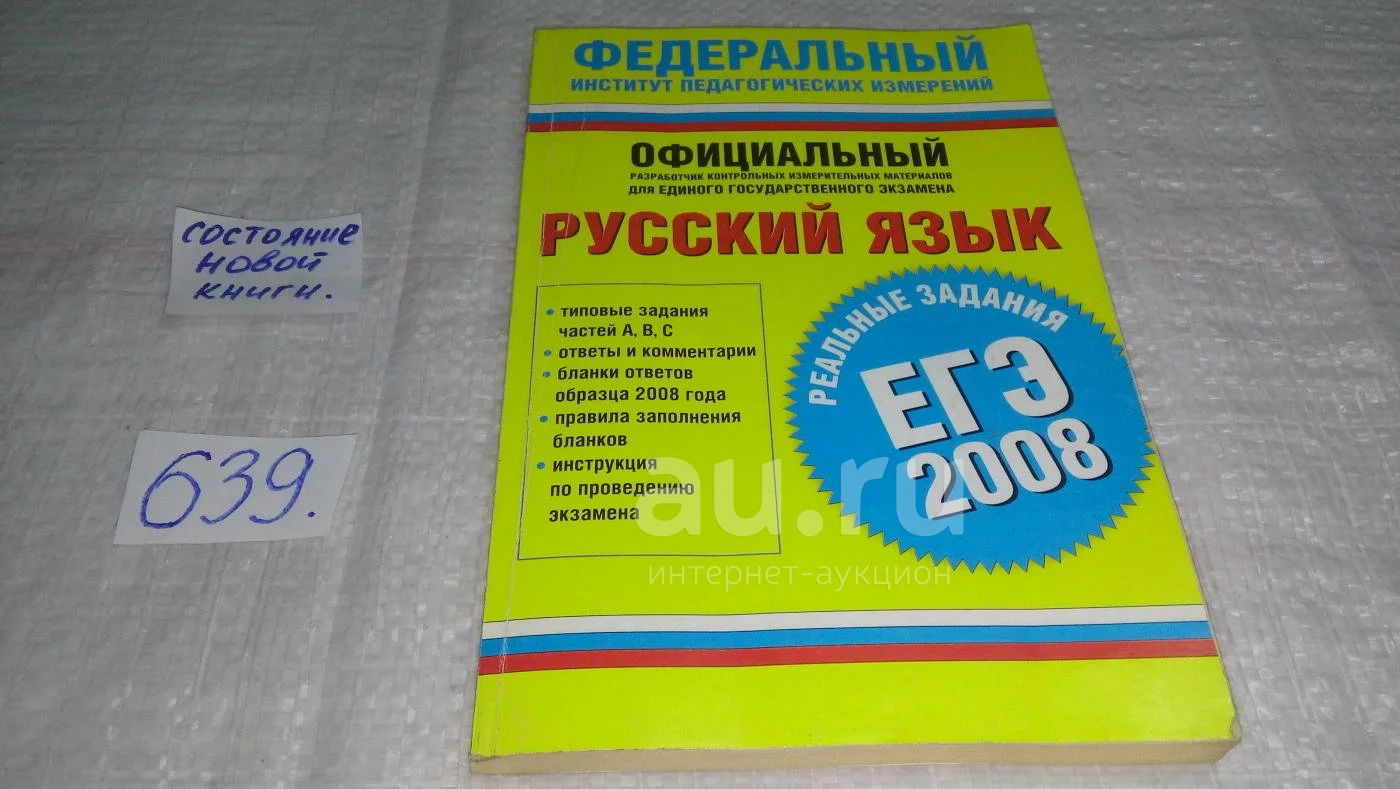 ФЕДЕРАЛЬНЫЙ
ИНСТИТУТ ПЕДАГОГИЧЕСКИХ ИЗМЕРЕНИЙ
ОФИЦИАЛЬНЫЙ
РАЗРАБОТЧИК КОНТРОЛЬНЫХ ИЗМЕРИТЕЛЬНЫХ МАТЕРИАЛОВ
ДЛЯ ЕДИНОГО ГОСУДАРСТВЕННОГО ЭКЗАМЕНА
РУССКИЙ ЯЗЫК
состояние
новой
книги.
639.
• типовые задания
частей А, В, С
• ответы и комментарии
• бланки ответов
образца 2008 года
• правила заполнения
бланков
• инструкция
по проведению
экзамена
РЕАЛЬНЫЕ ЗАДАНИЯ
ЕГЭ
2008
au.ru
интернет-аукцион